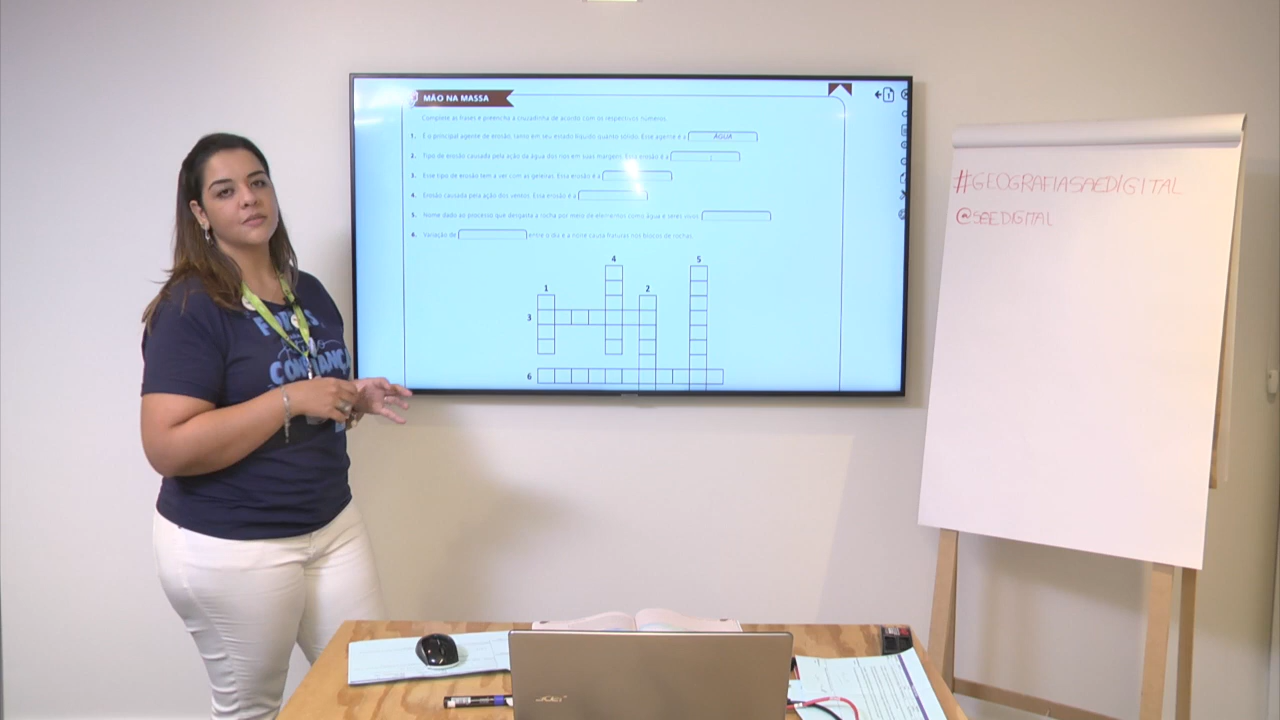 MÃO NA MASSA
Complete as frases e preencha a cruzadinha de acordo com os respectivos números.
1. É o principal agente de erosão, tanto em seu estado líquido quanto sólido. Esse agente é a ÁGUA
2. Tipo de erosão causada pela ação da água dos rios em suas margens. Essa erosão é a
3. Esse tipo de erosão tem a ver com as geleiras. Essa erosão é a
4. Erosão causada pela ação dos ventos. Essa erosão é a
5. Nome dado ao processo que desgasta a rocha por meio de elementos como água e seres vivos
6. Variação de entre o dia e a noite causa fraturas nos blocos de rochas.
4 5
1 2
3
6
#GEOGRAFIASAEDIGITAL
@SEEDIGITAL
acer